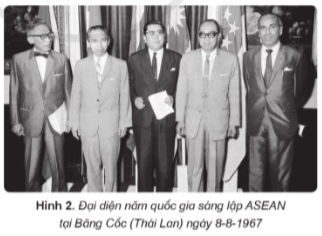 Hình 2. Đại diện năm quốc gia sáng lập ASEAN
tại Băng Cốc (Thái Lan) ngày 8-8-1967